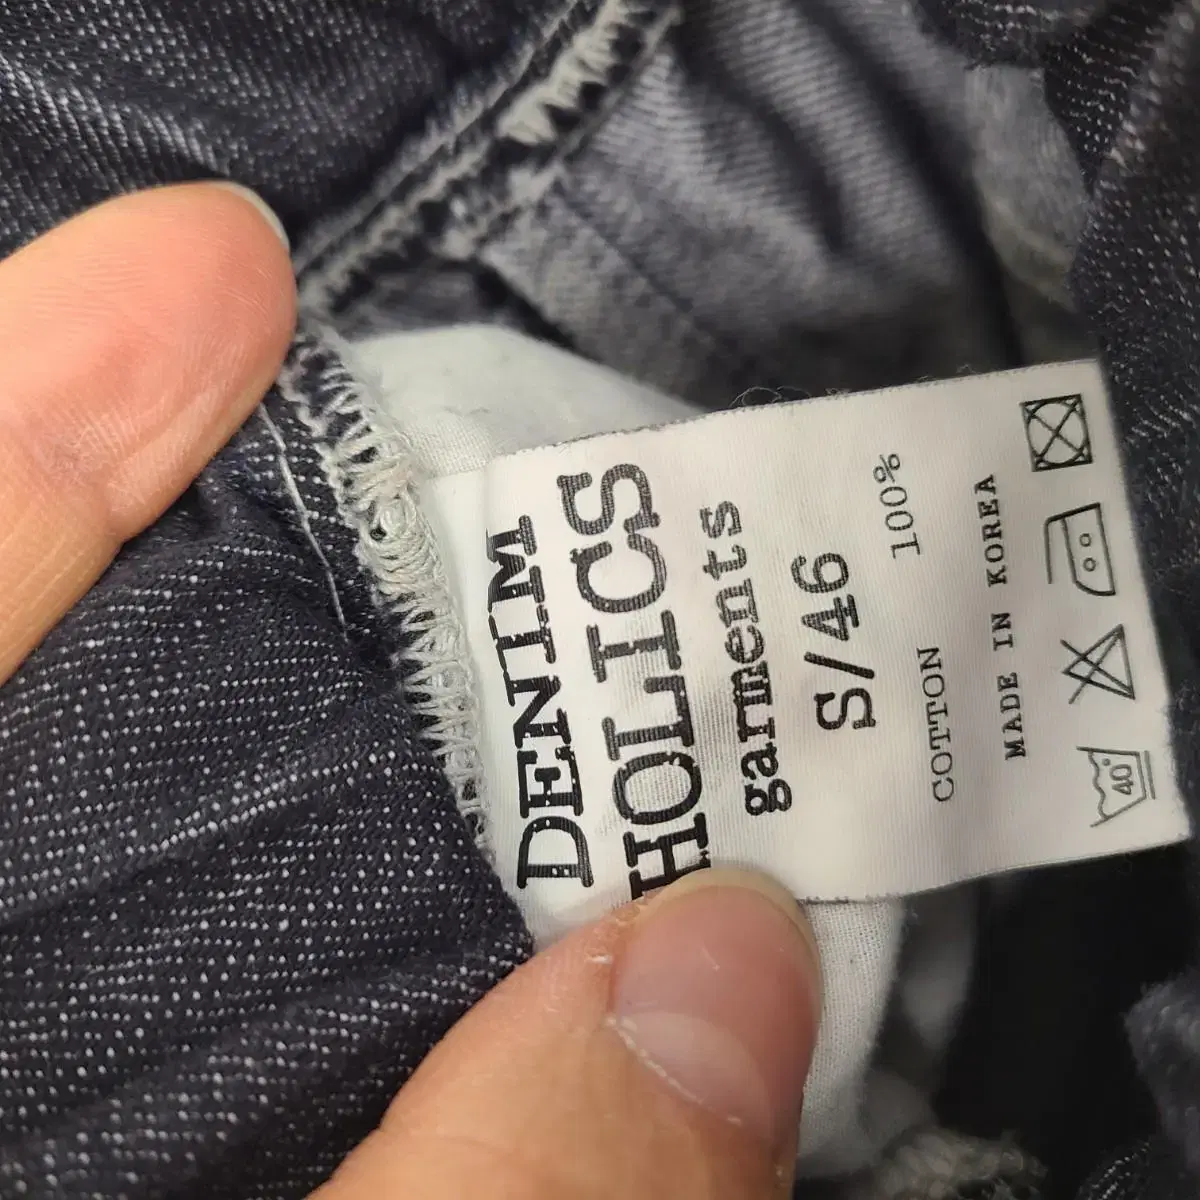 DENIM
HOLICS
garments
S/46
COTTON 100%
MADE IN KOREA
40°